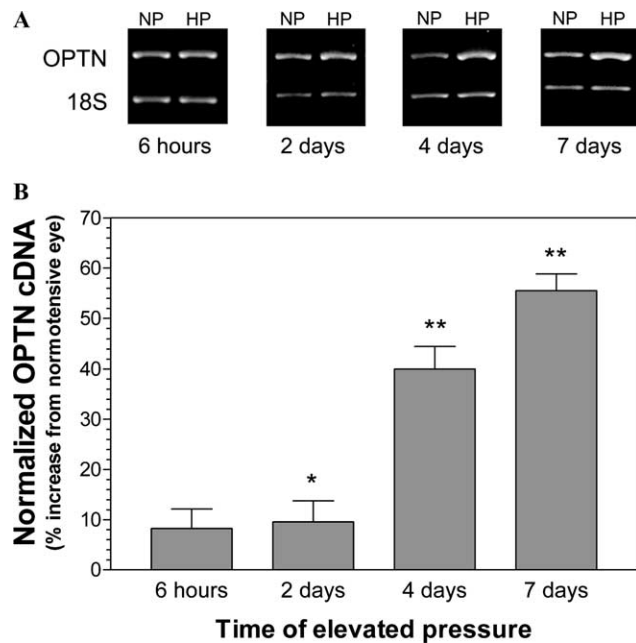 A
NP HP NP HP NP HP NP HP
OPTN
18S
6 hours 2 days 4 days 7 days
B
Normalized OPTN cDNA
(% increase from normotensive eye)
70
60
50
40
30
20
10
0
*
**
**
6 hours 2 days 4 days 7 days
Time of elevated pressure